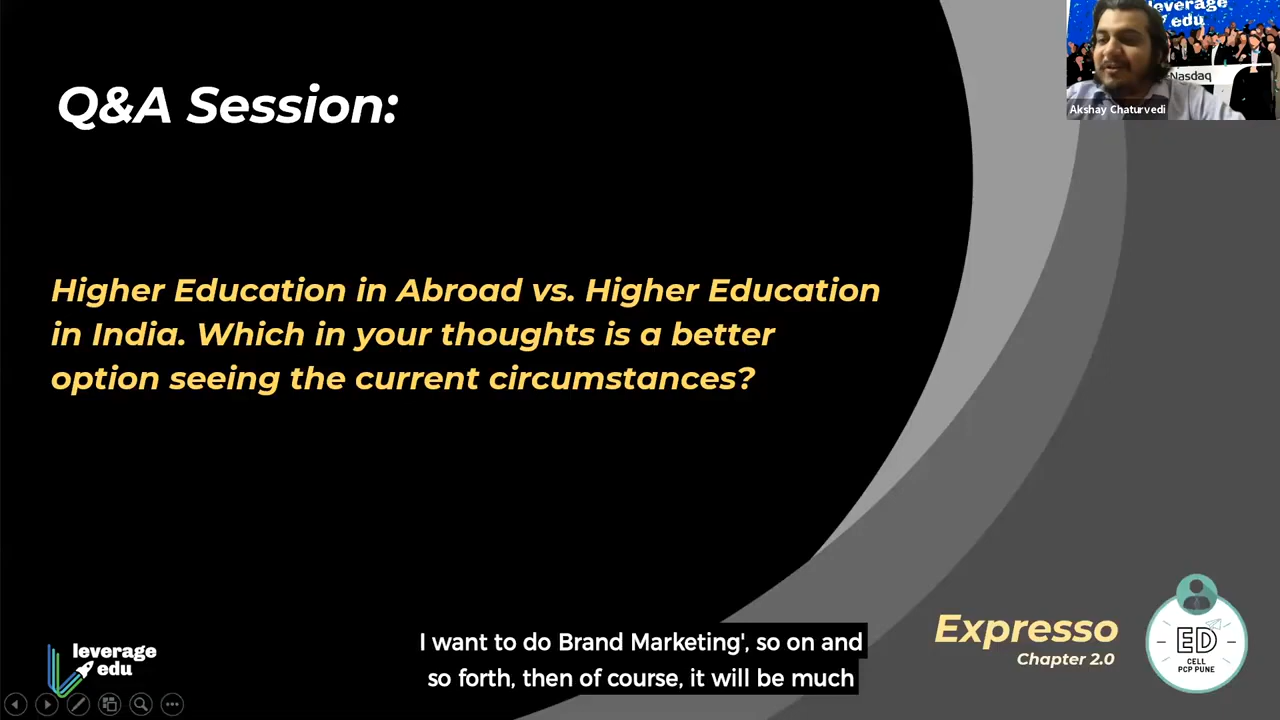 Q&A Session:
leverage
edu
Nasdaq
Akshay Chaturvedi
Higher Education in Abroad vs. Higher Education
in India. Which in your thoughts is a better
option seeing the current circumstances?
I want to do Brand Marketing', so on and
so forth, then of course, it will be much
leverage
edu
Expresso
Chapter 2.0
ED
CELL
PCP PUNE